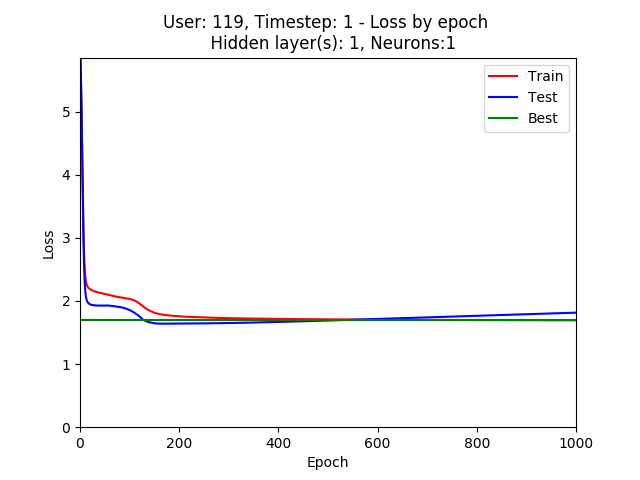 User: 119, Timestep: 1 - Loss by epoch
Hidden layer(s): 1, Neurons:1
Train
Test
Best
5
4
3
2
1
0
Loss
0 200 400 600 800 1000
Epoch